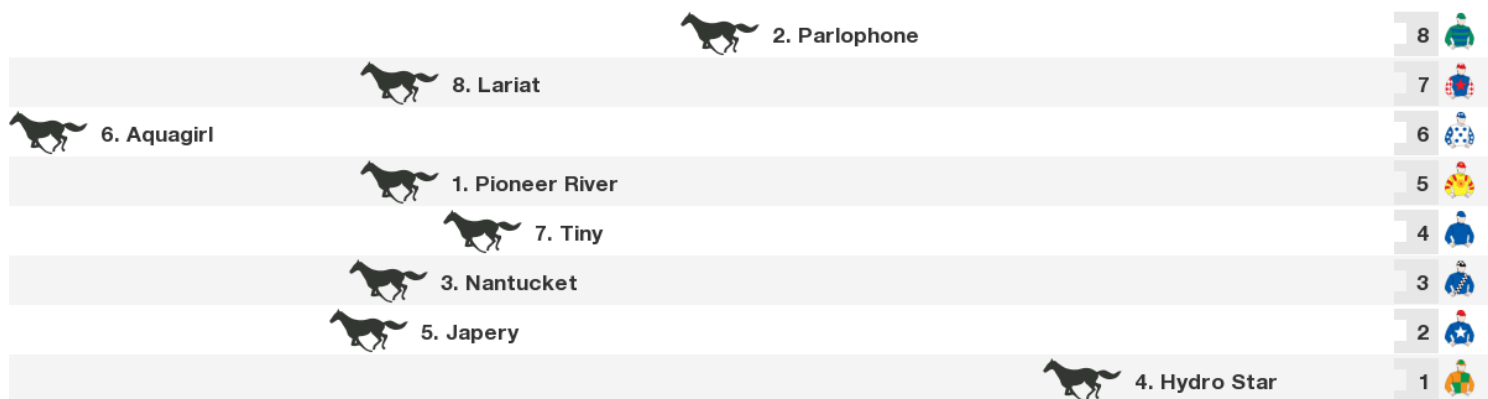 2. Parlophone 8
8. Lariat 7
6. Aquagirl 6
1. Pioneer River 5
7. Tiny 4
3. Nantucket 3
5. Japery 2
4. Hydro Star 1